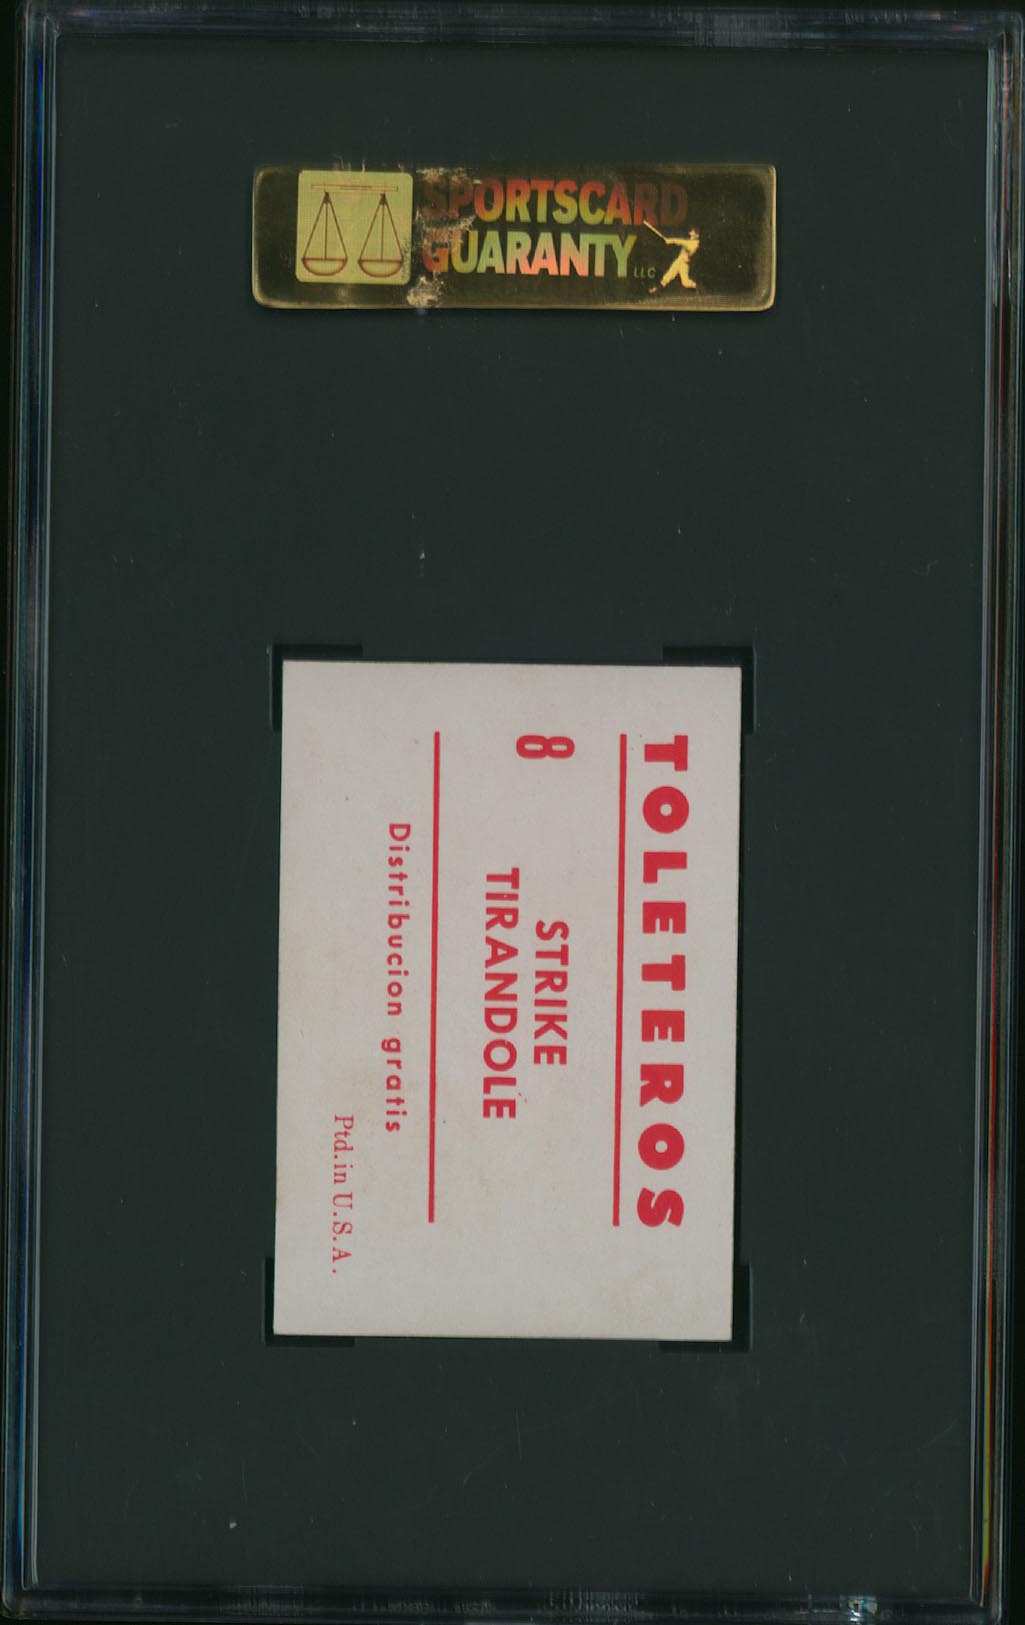 SPORTSCARD
GUARANTY LLC
TOLETEROS
8
STRIKE
TIRANDOLE
Distribucion gratis
Ptd. in U.S.A.